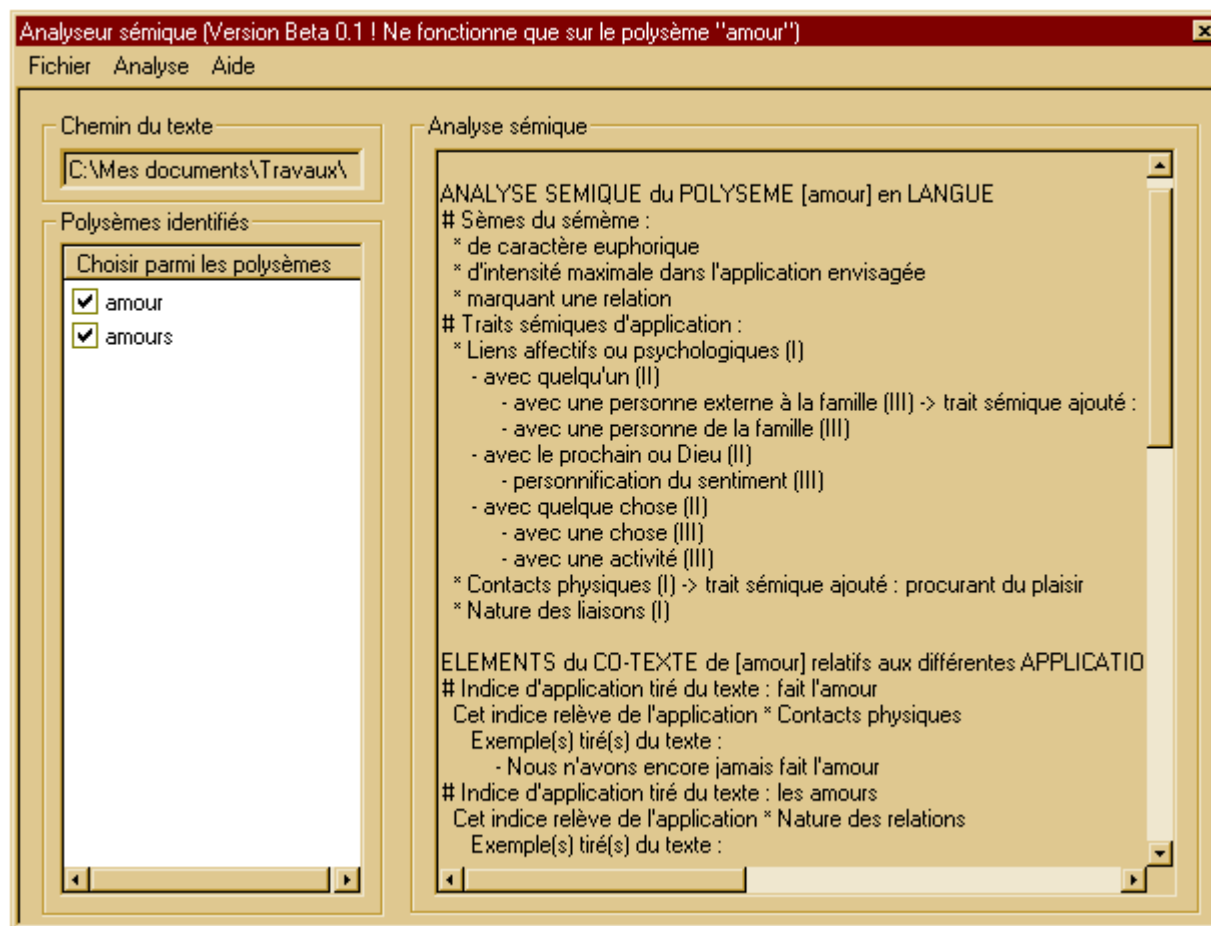 Analyseur sémique (Version Beta 0.1 ! Ne fonctionne que sur le polysème "amour")
Fichier Analyse Aide
Chemin du texte
C:\Mes documents\Travaux\
Polysèmes identifiés
Choisir parmi les polysèmes
amour
amours
Analyse sémique
ANALYSE SEMIQUE du POLYSEME [amour] en LANGUE
# Sèmes du sémème :
* de caractère euphorique
* d'intensité maximale dans l'application envisagée
* marquant une relation
# Traits sémiques d'application :
* Liens affectifs ou psychologiques (I)
- avec quelqu'un (II)
- avec une personne externe à la famille (III) -> trait sémique ajouté :
- avec une personne de la famille (III)
- avec le prochain ou Dieu (II)
- personnification du sentiment (III)
- avec quelque chose (II)
- avec une chose (III)
- avec une activité (III)
* Contacts physiques (I) -> trait sémique ajouté : procurant du plaisir
* Nature des liaisons (I)
ELEMENTS du CO-TEXTE de [amour] relatifs aux différentes APPLICATIO
# Indice d'application tiré du texte : fait l'amour
Cet indice relève de l'application * Contacts physiques
Exemple(s) tiré(s) du texte :
- Nous n'avons encore jamais fait l'amour
# Indice d'application tiré du texte : les amours
Cet indice relève de l'application * Nature des relations
Exemple(s) tiré(s) du texte :